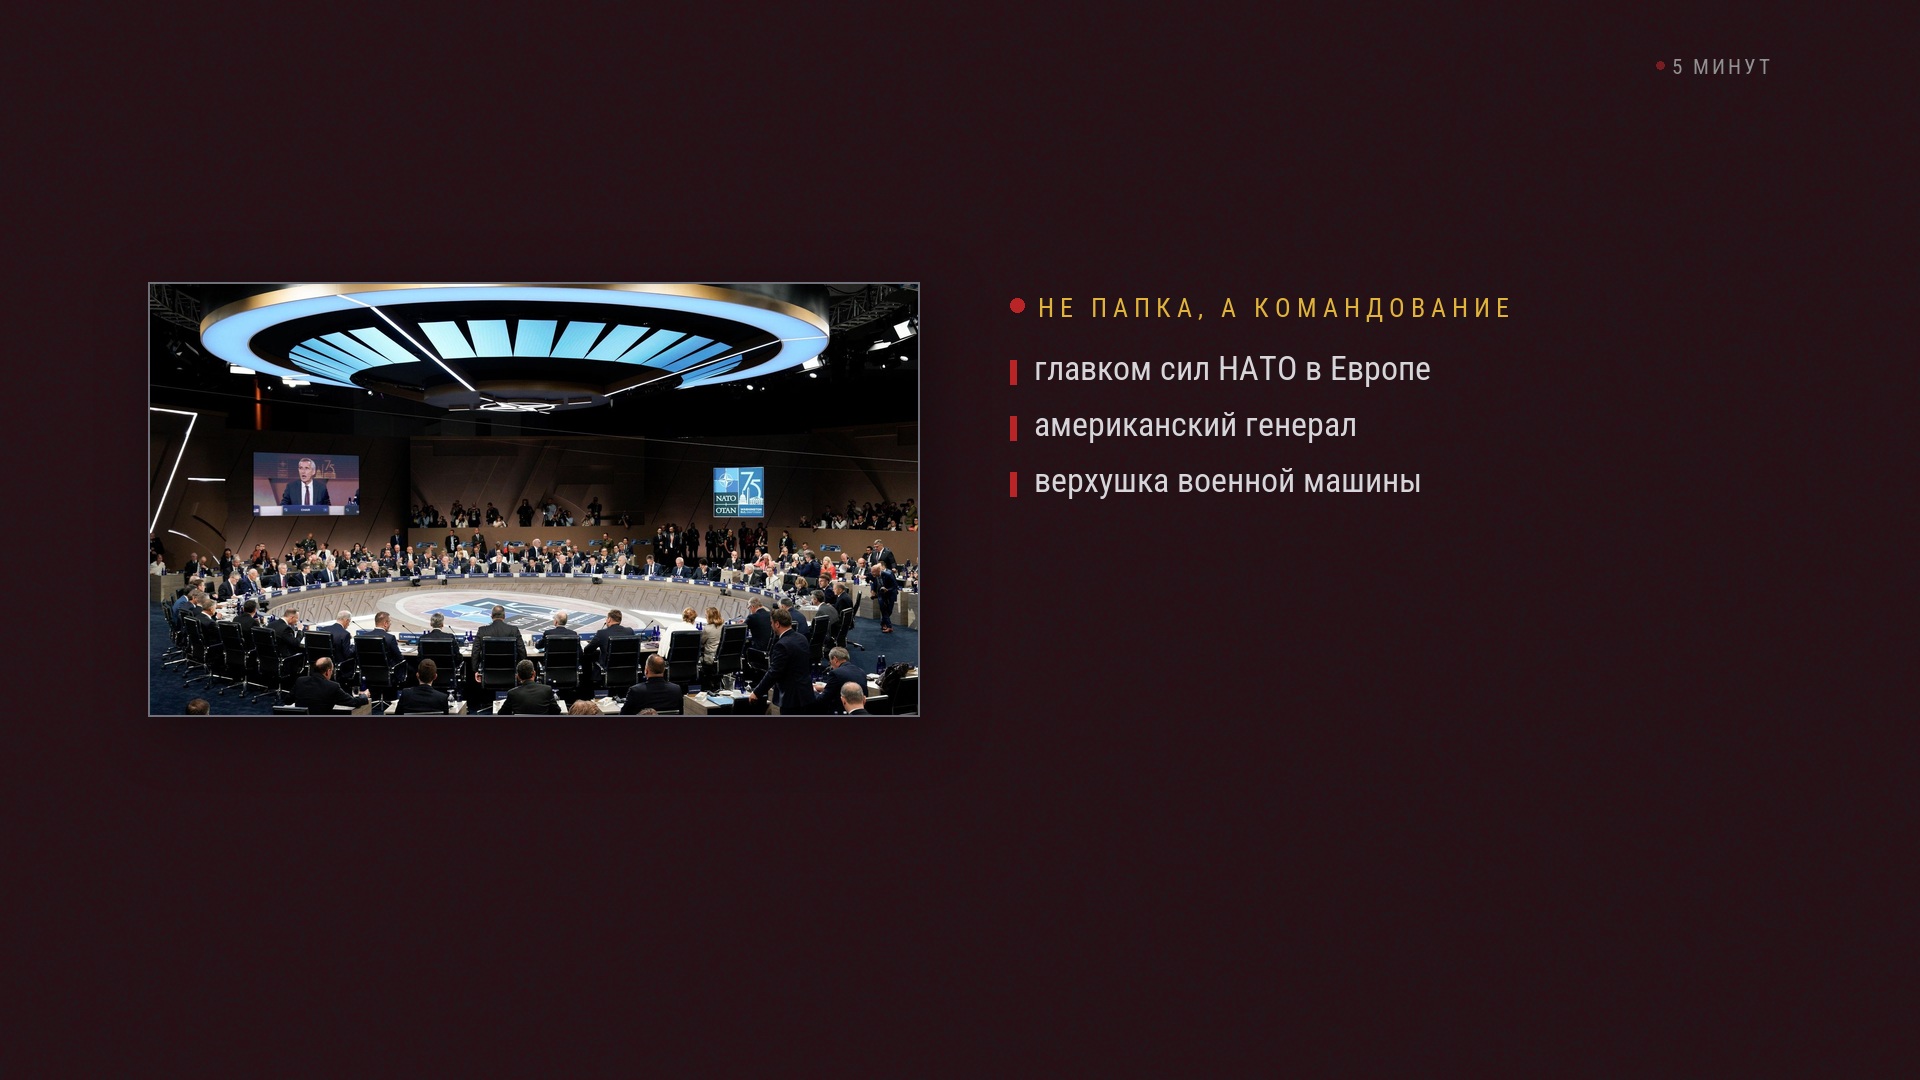 5 МИНУТ
НЕ ПАПКА, А КОМАНДОВАНИЕ
главком сил НАТО в Европе
американский генерал
верхушка военной машины
75
NATO
OTAN